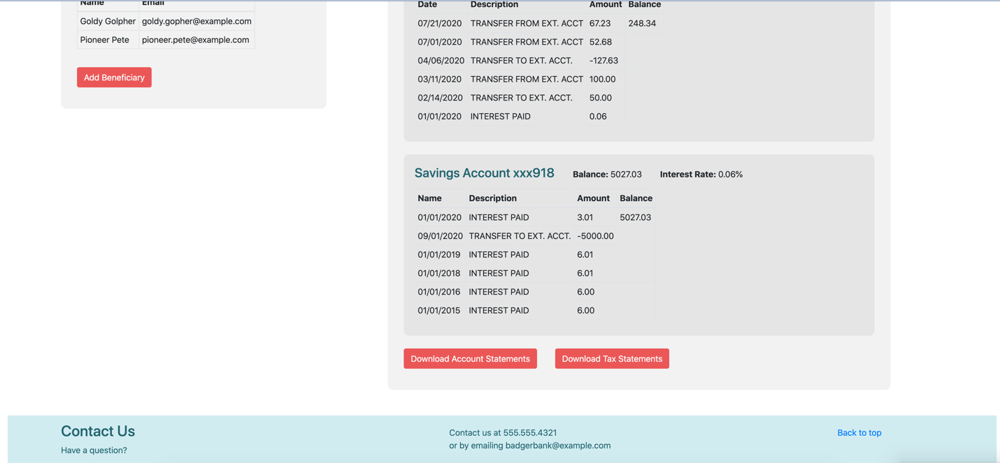 Name Email
Goldy Golpher goldy.gopher@example.com
Pioneer Pete pioneer.pete@example.com
Add Beneficiary
Date Description Amount Balance
07/21/2020 TRANSFER FROM EXT. ACCT 67.23 248.34
07/01/2020 TRANSFER FROM EXT. ACCT 52.68
04/06/2020 TRANSFER TO EXT. ACCT. -127.63
03/11/2020 TRANSFER FROM EXT. ACCT 100.00
02/14/2020 TRANSFER TO EXT. ACCT. 50.00
01/01/2020 INTEREST PAID 0.06
Savings Account xxx918 Balance: 5027.03 Interest Rate: 0.06%
Name Description Amount Balance
01/01/2020 INTEREST PAID 3.01 5027.03
09/01/2020 TRANSFER TO EXT. ACCT. -5000.00
01/01/2019 INTEREST PAID 6.01
01/01/2018 INTEREST PAID 6.01
01/01/2016 INTEREST PAID 6.00
01/01/2015 INTEREST PAID 6.00
Download Account Statements Download Tax Statements
Contact Us
Have a question?
Contact us at 555.555.4321
or by emailing badgerbank@example.com
Back to top